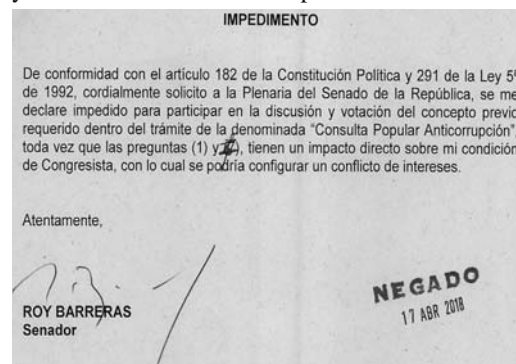 IMPEDIMENTO
De conformidad con el artículo 182 de la Constitución Política y 291 de la Ley 5ª
de 1992, cordialmente solicito a la Plenaria del Senado de la República, se me
declare impedido para participar en la discusión y votación del concepto previo
requerido dentro del trámite de la denominada "Consulta Popular Anticorrupción",
toda vez que las preguntas (1) y , tienen un impacto directo sobre mi condición
de Congresista, con lo cual se podría configurar un conflicto de intereses.
Atentamente,
ROY BARRERAS
Senador
NEGADO
17 ABR 2018